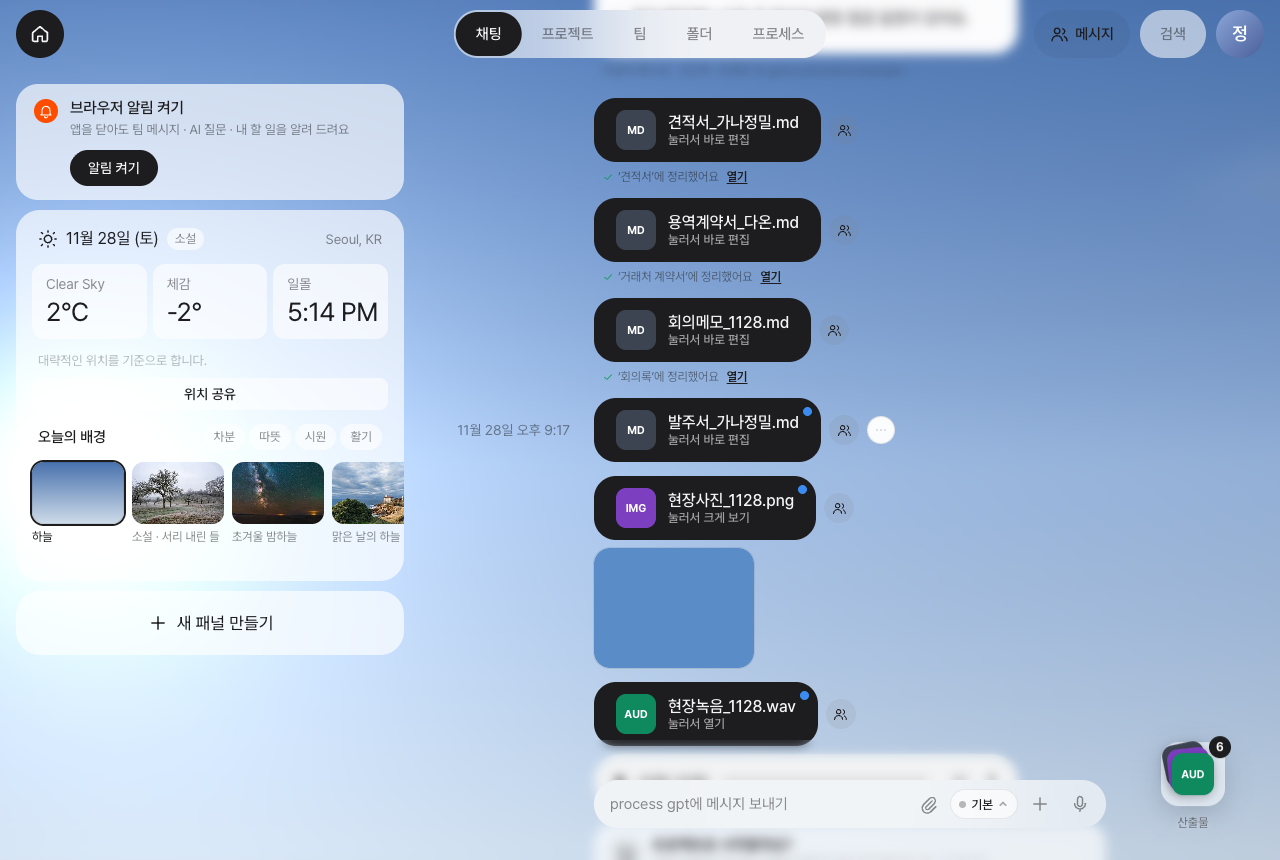 채팅
프로젝트
팀
폴더
프로세스
메시지
검색
정
브라우저 알림 켜기
앱을 닫아도 팀 메시지 · AI 질문 · 내 할 일을 알려 드려요
알림 켜기
11월 28일 (토)
소설
Seoul, KR
Clear Sky
2°C
체감
-2°
일몰
5:14 PM
대략적인 위치를 기준으로 합니다.
위치 공유
오늘의 배경
차분
따뜻
시원
활기
하늘
소설 · 서리 내린 들
초겨울 밤하늘
맑은 날의 하늘
새 패널 만들기
MD
견적서_가나정밀.md
눌러서 바로 편집
'견적서'에 정리했어요 열기
MD
용역계약서_다온.md
눌러서 바로 편집
'거래처 계약서'에 정리했어요 열기
MD
회의메모_1128.md
눌러서 바로 편집
'회의록'에 정리했어요 열기
11월 28일 오후 9:17
MD
발주서_가나정밀.md
눌러서 바로 편집
IMG
현장사진_1128.png
눌러서 크게 보기
AUD
현장녹음_1128.wav
눌러서 열기
process gpt에 메시지 보내기
기본
AUD
6
산출물